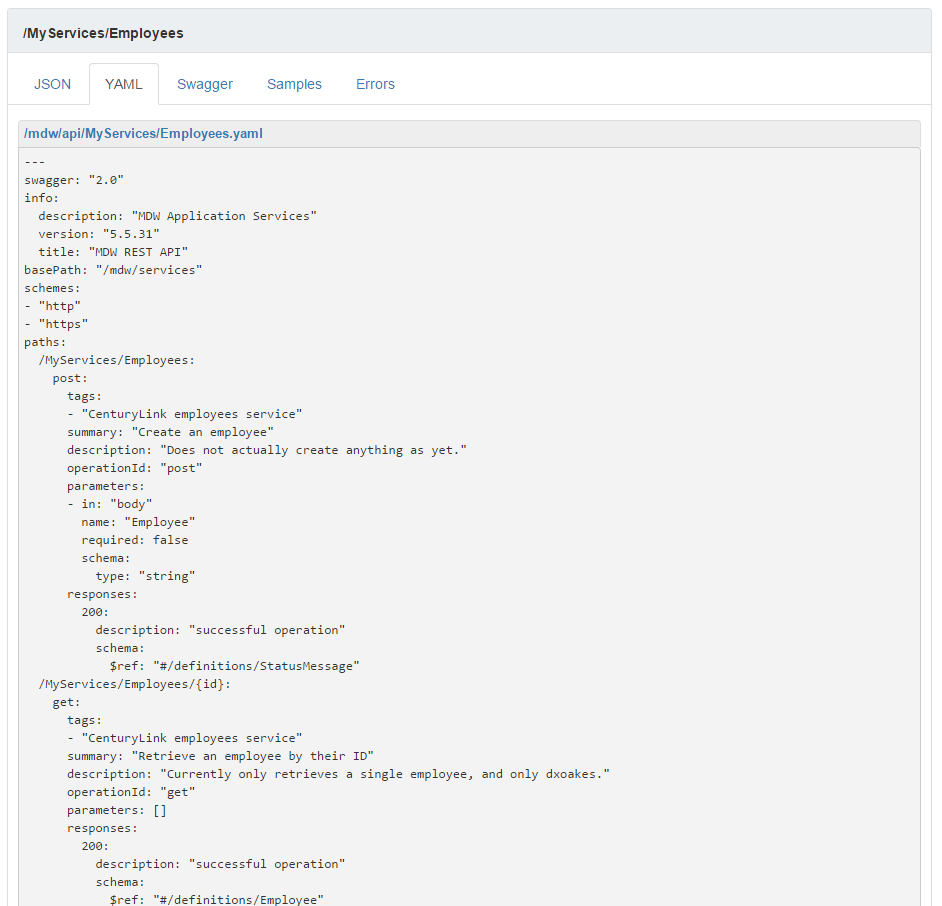 /MyServices/Employees
JSON YAML Swagger Samples Errors
/mdw/api/MyServices/Employees.yaml
---
swagger: "2.0"
info:
  description: "MDW Application Services"
  version: "5.5.31"
  title: "MDW REST API"
basePath: "/mdw/services"
schemes:
- "http"
- "https"
paths:
  /MyServices/Employees:
    post:
      tags:
      - "CenturyLink employees service"
      summary: "Create an employee"
      description: "Does not actually create anything as yet."
      operationId: "post"
      parameters:
      - in: "body"
        name: "Employee"
        required: false
        schema:
          type: "string"
      responses:
        200:
          description: "successful operation"
          schema:
            $ref: "#/definitions/StatusMessage"
  /MyServices/Employees/{id}:
    get:
      tags:
      - "CenturyLink employees service"
      summary: "Retrieve an employee by their ID"
      description: "Currently only retrieves a single employee, and only dxoakes."
      operationId: "get"
      parameters: []
      responses:
        200:
          description: "successful operation"
          schema:
            $ref: "#/definitions/Employee"